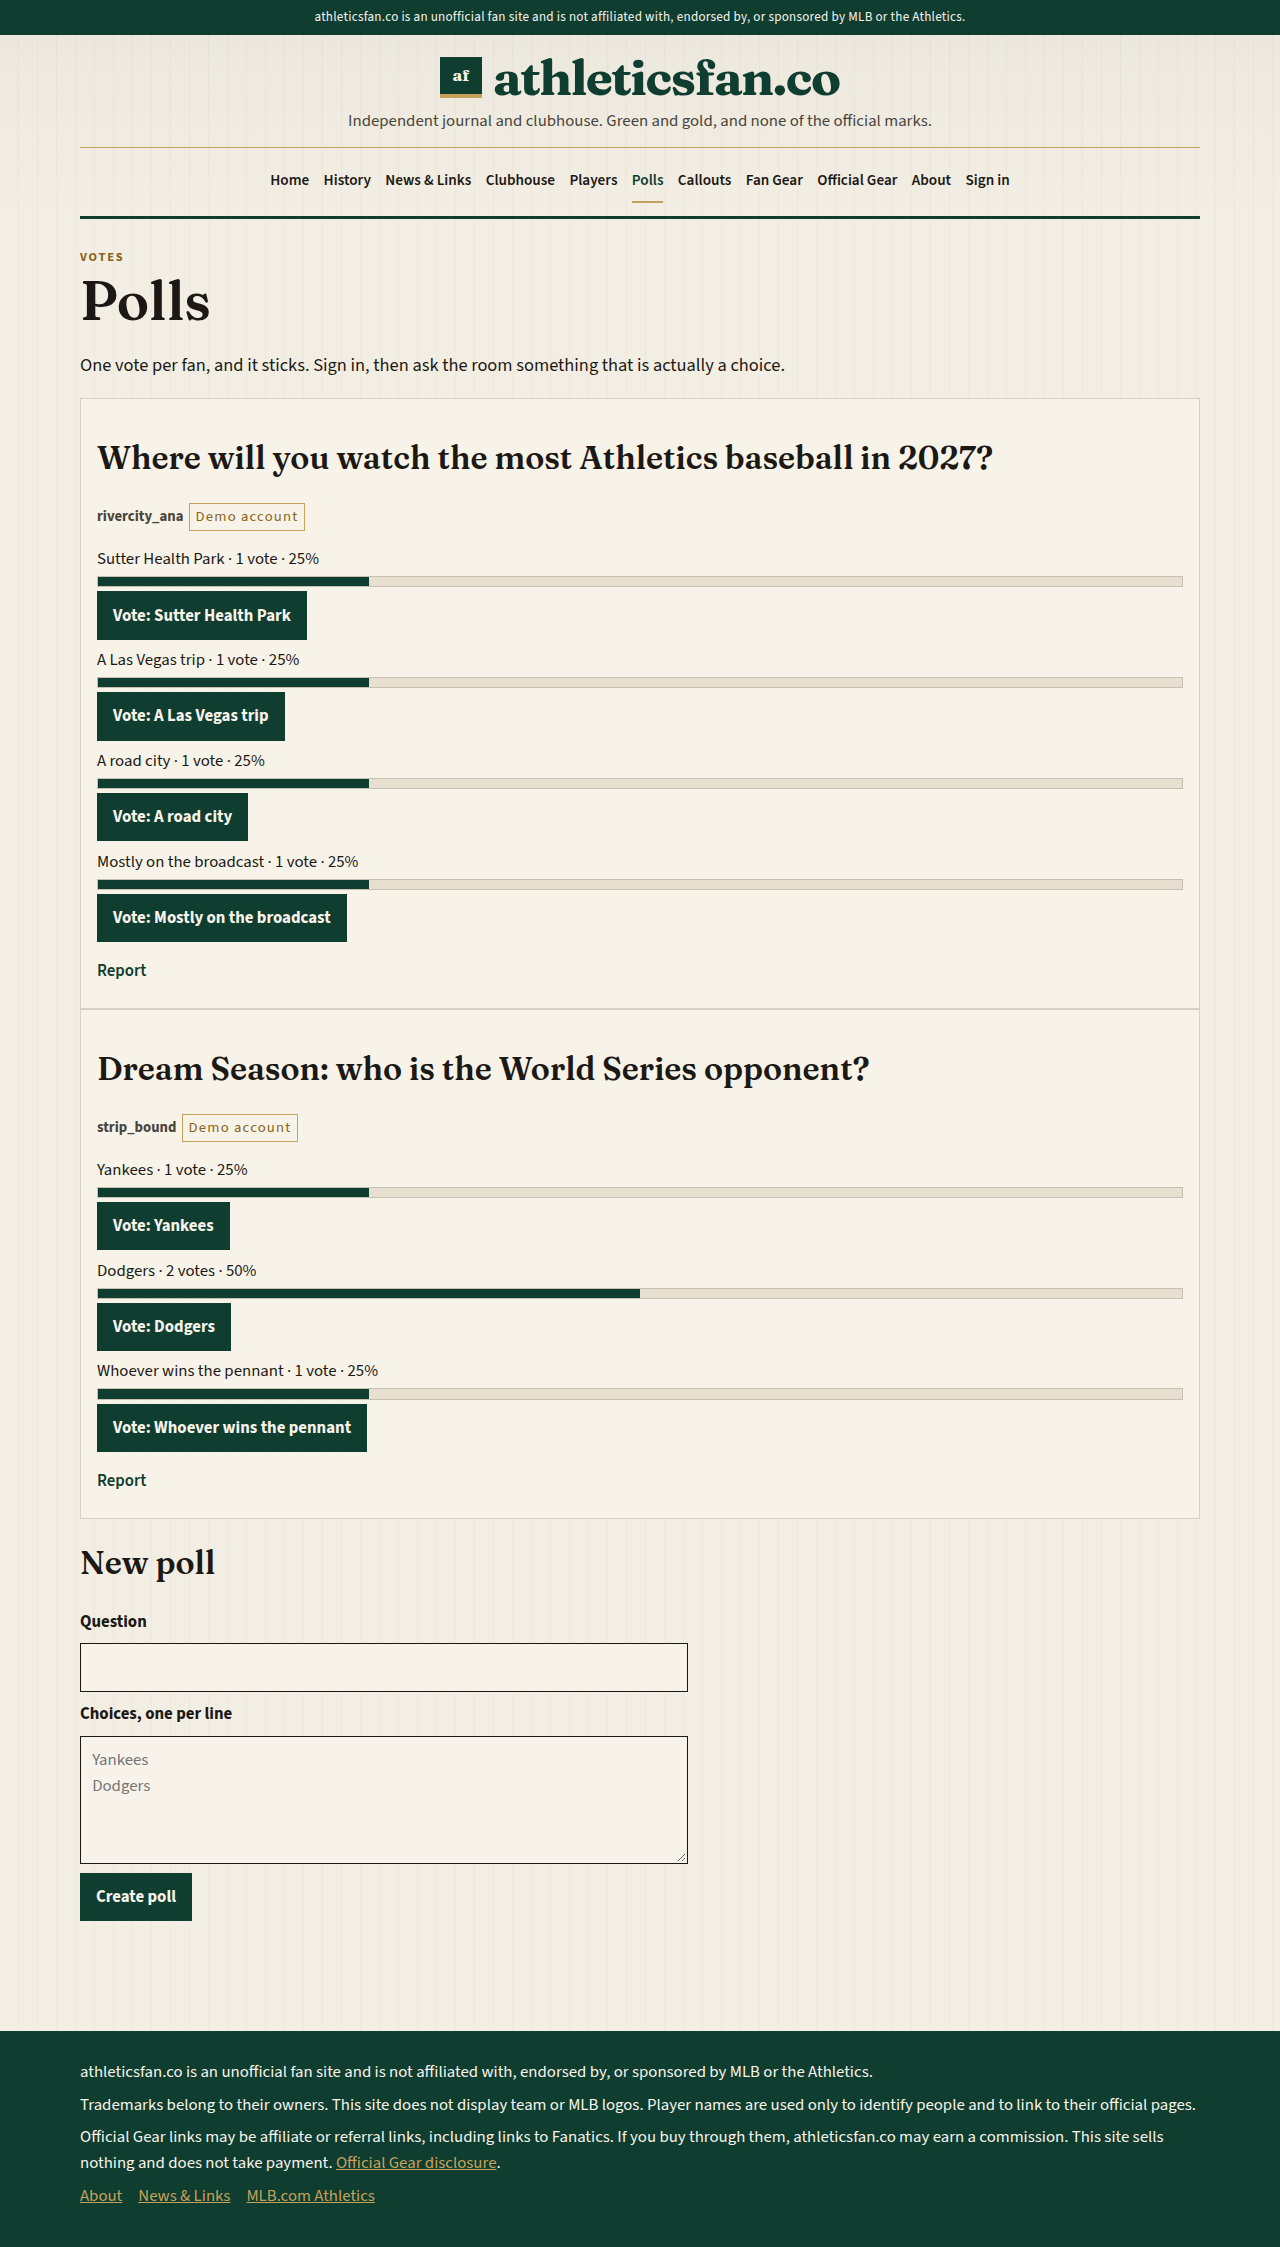 athleticsfan.co is an unofficial fan site and is not affiliated with, endorsed by, or sponsored by MLB or the Athletics.
af athleticsfan.co
Independent journal and clubhouse. Green and gold, and none of the official marks.
Home History News & Links Clubhouse Players Polls Callouts Fan Gear Official Gear About Sign in
VOTES
Polls
One vote per fan, and it sticks. Sign in, then ask the room something that is actually a choice.
Where will you watch the most Athletics baseball in 2027?
rivercity_ana Demo account
Sutter Health Park · 1 vote · 25%
Vote: Sutter Health Park
A Las Vegas trip · 1 vote · 25%
Vote: A Las Vegas trip
A road city · 1 vote · 25%
Vote: A road city
Mostly on the broadcast · 1 vote · 25%
Vote: Mostly on the broadcast
Report
Dream Season: who is the World Series opponent?
strip_bound Demo account
Yankees · 1 vote · 25%
Vote: Yankees
Dodgers · 2 votes · 50%
Vote: Dodgers
Whoever wins the pennant · 1 vote · 25%
Vote: Whoever wins the pennant
Report
New poll
Question
Choices, one per line
Yankees
Dodgers
Create poll
athleticsfan.co is an unofficial fan site and is not affiliated with, endorsed by, or sponsored by MLB or the Athletics.
Trademarks belong to their owners. This site does not display team or MLB logos. Player names are used only to identify people and to link to their official pages.
Official Gear links may be affiliate or referral links, including links to Fanatics. If you buy through them, athleticsfan.co may earn a commission. This site sells
nothing and does not take payment. Official Gear disclosure.
About News & Links MLB.com Athletics